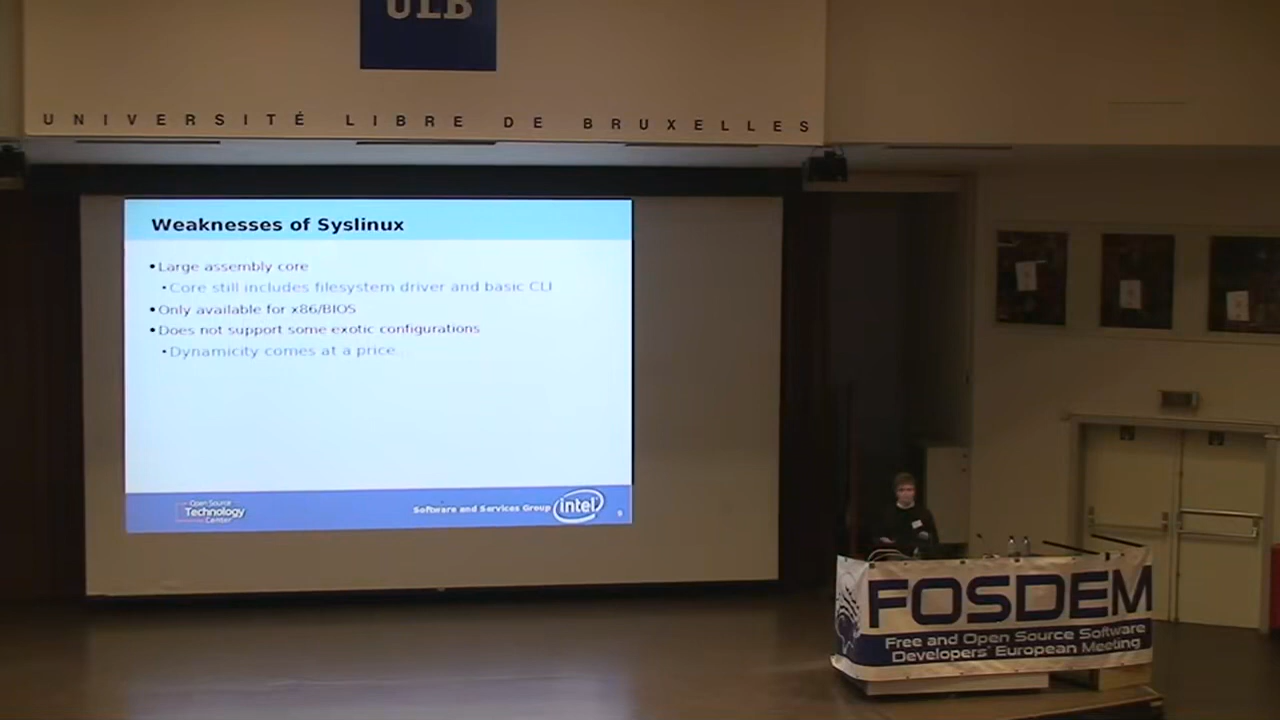 ULB
UNIVERSITÉ LIBRE DE BRUXELLES
Weaknesses of Syslinux
•Large assembly core
•Core still includes filesystem driver and basic CLI
•Only available for x86/BIOS
•Does not support some exotic configurations
•Dynamicity comes at a price...
Open Source
Technology
Center
Software and Services Group
intel
9
FOSDEM
Free and Open Source Software
Developers' European Meeting